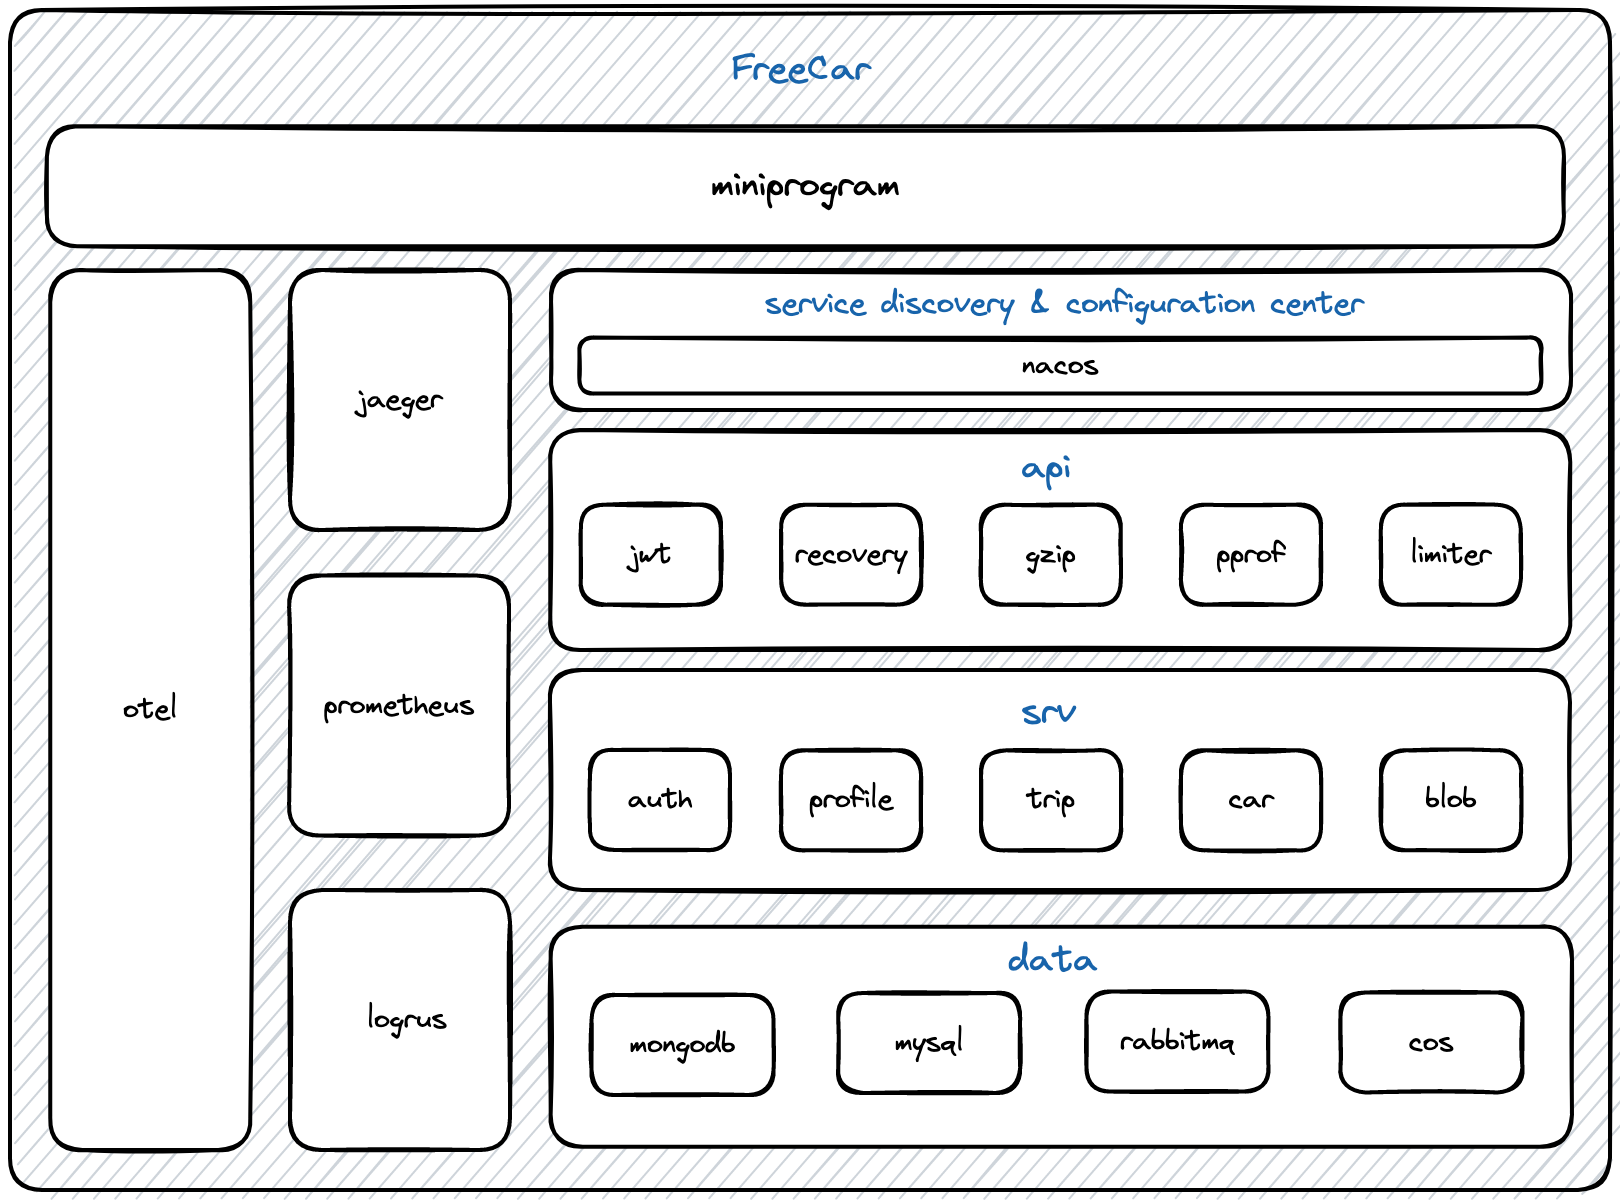 FreeCar
miniprogram
otel
jaeger
prometheus
logrus
service discovery & configuration center
nacos
api
jwt
recovery
gzip
pprof
limiter
srv
auth
profile
trip
car
blob
data
mongodb
mysql
rabbitmq
cos